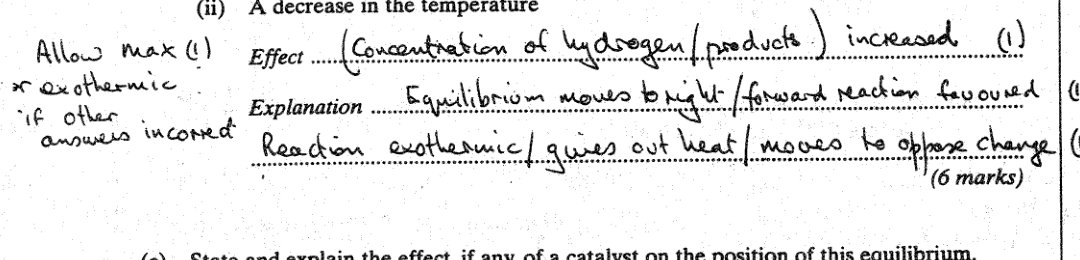 (ii) A decrease in the temperature
Allow max (1)
Effect (Concentration of hydrogen/products) increased (1)
exothermic
if other
Explanation Equilibrium moves to right/forward reaction favoured (1
answers incorrect
Reaction exothermic/gives out heat/moves to oppose change (
(6 marks)
State and explain the effect, if any, of a catalyst on the position of this equilibrium.